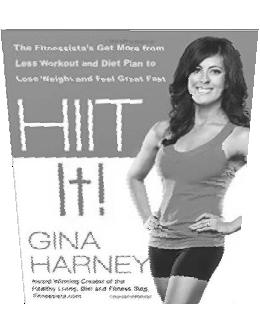 The Fitnessista's Get More from
Less Workout and Diet Plan to
Lose Weight and Feel Great Fast
HIIT
It!
GINA
HARNEY
Award-Winning Creator of the
Healthy Living, Diet and Fitness Blog,
Fitnessista.com